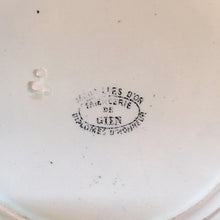 MEDAILLES D'OR
FAIENCERIE
DE
GIEN
DIPLOMES D'HONNEUR